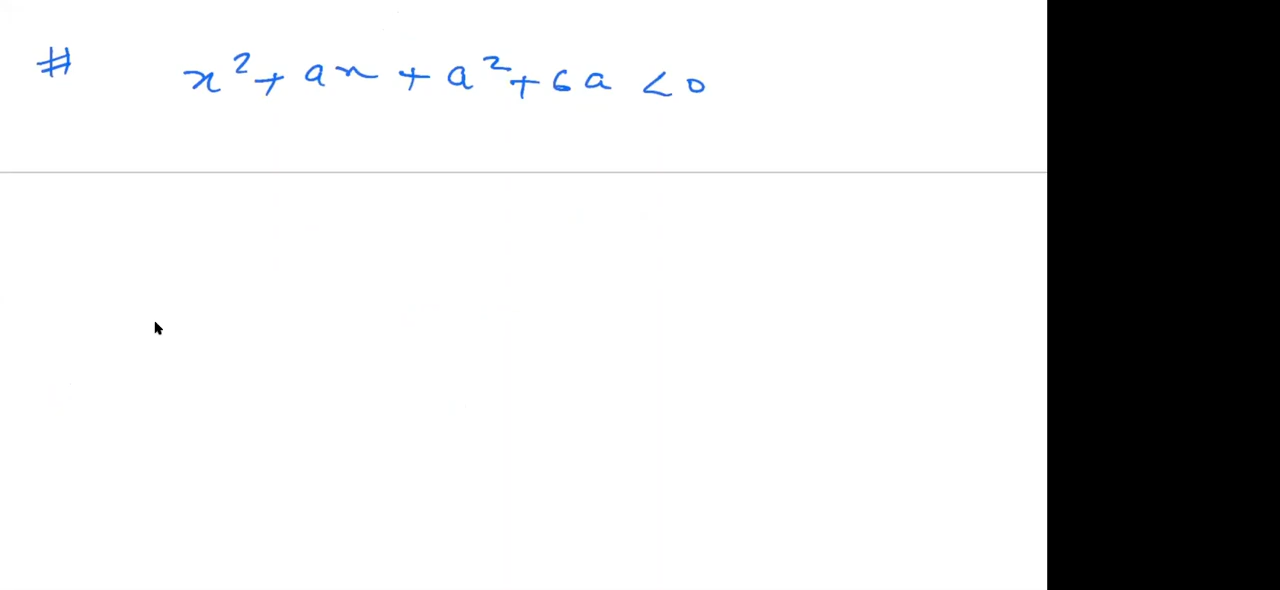 # x² + ax + a² + 6a < 0